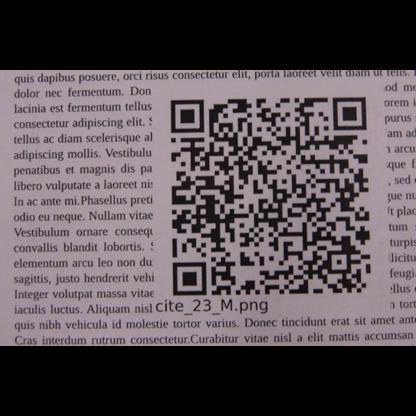 quis dapibus posuere, orci risus consectetur elit, porta laoreet velit diam ut felis.
dolor nec fermentum. Don
lacinia est fermentum tellus
consectetur adipiscing elit.
tellus ac diam scelerisque al
adipiscing mollis. Vestibulu
penatibus et magnis dis pa
libero vulputate a laoreet nis
In ac ante mi.Phasellus preti
odio eu neque. Nullam vitae
Vestibulum ornare consequ
convallis blandit lobortis.
elementum arcu leo non du
sagittis, justo hendrerit vehi
Integer volutpat massa vitae
iaculis luctus. Aliquam nisl
cite_23_M.png
quis nibh vehicula id molestie tortor varius. Donec tincidunt erat sit amet ante
Cras interdum rutrum consectetur.Curabitur vitae nisl a elit mattis accumsan